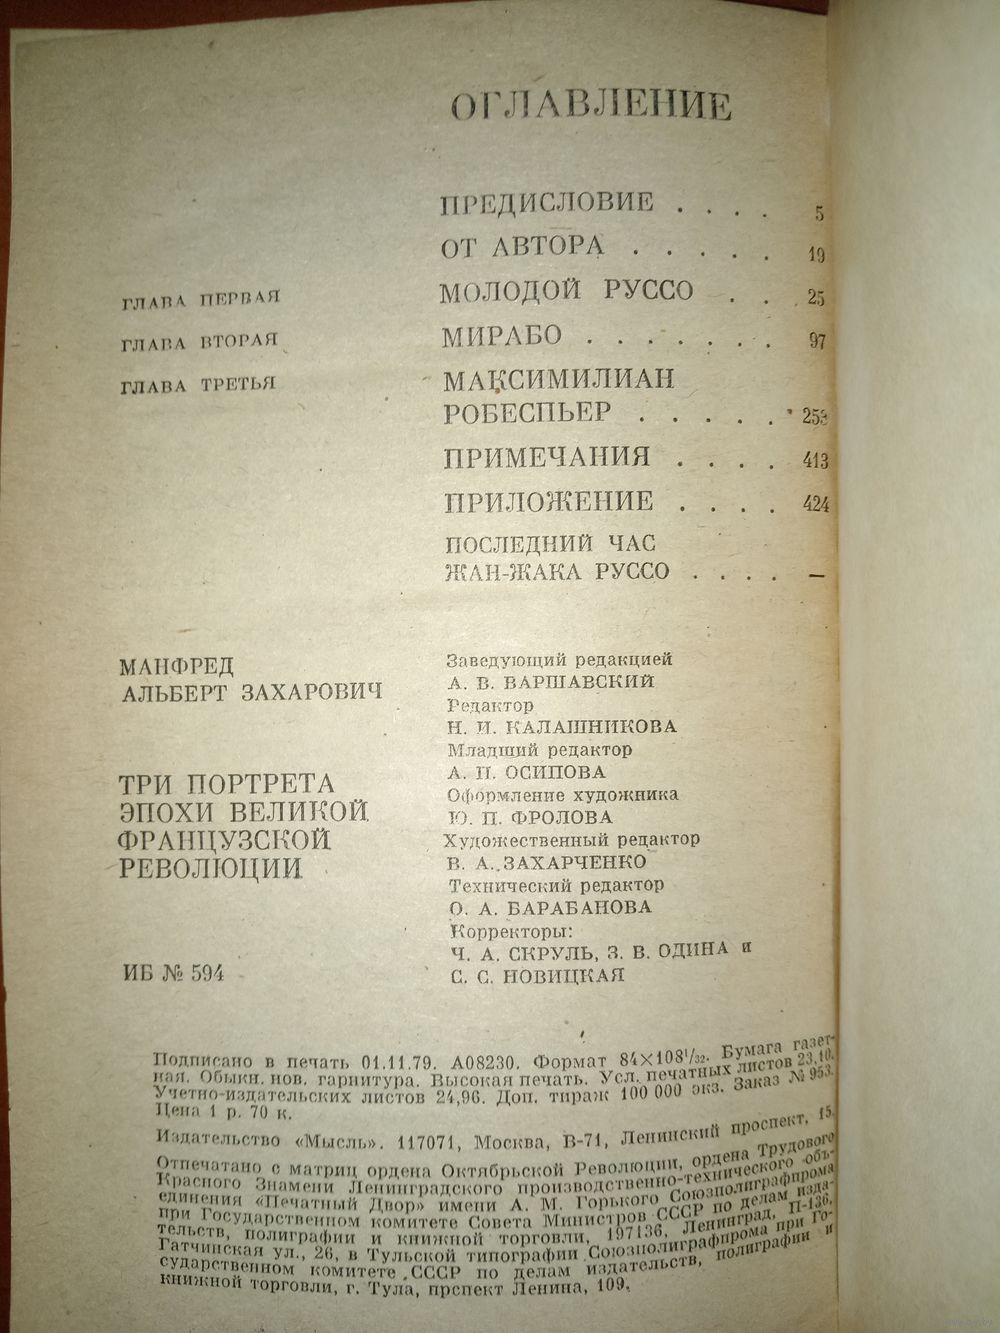 ОГЛАВЛЕНИЕ
ПРЕДИСЛОВИЕ . . . . 5
ОТ АВТОРА . . . . . 19
ГЛАВА ПЕРВАЯ МОЛОДОЙ РУССО . . 25
ГЛАВА ВТОРАЯ МИРАБО . . . . . . . 97
ГЛАВА ТРЕТЬЯ МАКСИМИЛИАН
РОБЕСПЬЕР . . . . . 253
ПРИМЕЧАНИЯ . . . . 413
ПРИЛОЖЕНИЕ . . . . 424
ПОСЛЕДНИЙ ЧАС
ЖАН-ЖАКА РУССО . . . . —
МАНФРЕД
АЛЬБЕРТ ЗАХАРОВИЧ
ТРИ ПОРТРЕТА
ЭПОХИ ВЕЛИКОЙ
ФРАНЦУЗСКОЙ
РЕВОЛЮЦИИ
ИБ № 594
Заведующий редакцией
А. В. ВАРШАВСКИЙ
Редактор
Н. И. КАЛАШНИКОВА
Младший редактор
А. П. ОСИПОВА
Оформление художника
Ю. П. ФРОЛОВА
Художественный редактор
В. А. ЗАХАРЧЕНКО
Технический редактор
О. А. БАРАБАНОВА
Корректоры:
Ч. А. СКРУЛЬ, З. В. ОДИНА и
С. С. НОВИЦКАЯ
Подписано в печать 01.11.79. А08230. Формат 84×108¹/₃₂. Бумага газет-
ная. Обыкн. нов. гарнитура. Высокая печать. Усл. печатных листов 23,10.
Учетно-издательских листов 24,96. Доп. тираж 100 000 экз. Заказ № 953.
Цена 1 р. 70 к.
Издательство «Мысль». 117071, Москва, В-71, Ленинский проспект, 15.
Отпечатано с матриц ордена Октябрьской Революции, ордена Трудового
Красного Знамени Ленинградского производственно-технического объ-
единения «Печатный Двор» имени А. М. Горького Союзполиграфпрома
при Государственном комитете Совета Министров СССР по делам изда-
тельств, полиграфии и книжной торговли, 197136, Ленинград, П-136,
Гатчинская ул., 26, в Тульской типографии Союзполиграфпрома при Го-
сударственном комитете СССР по делам издательств, полиграфии и
книжной торговли, г. Тула, прспект Ленина, 109.